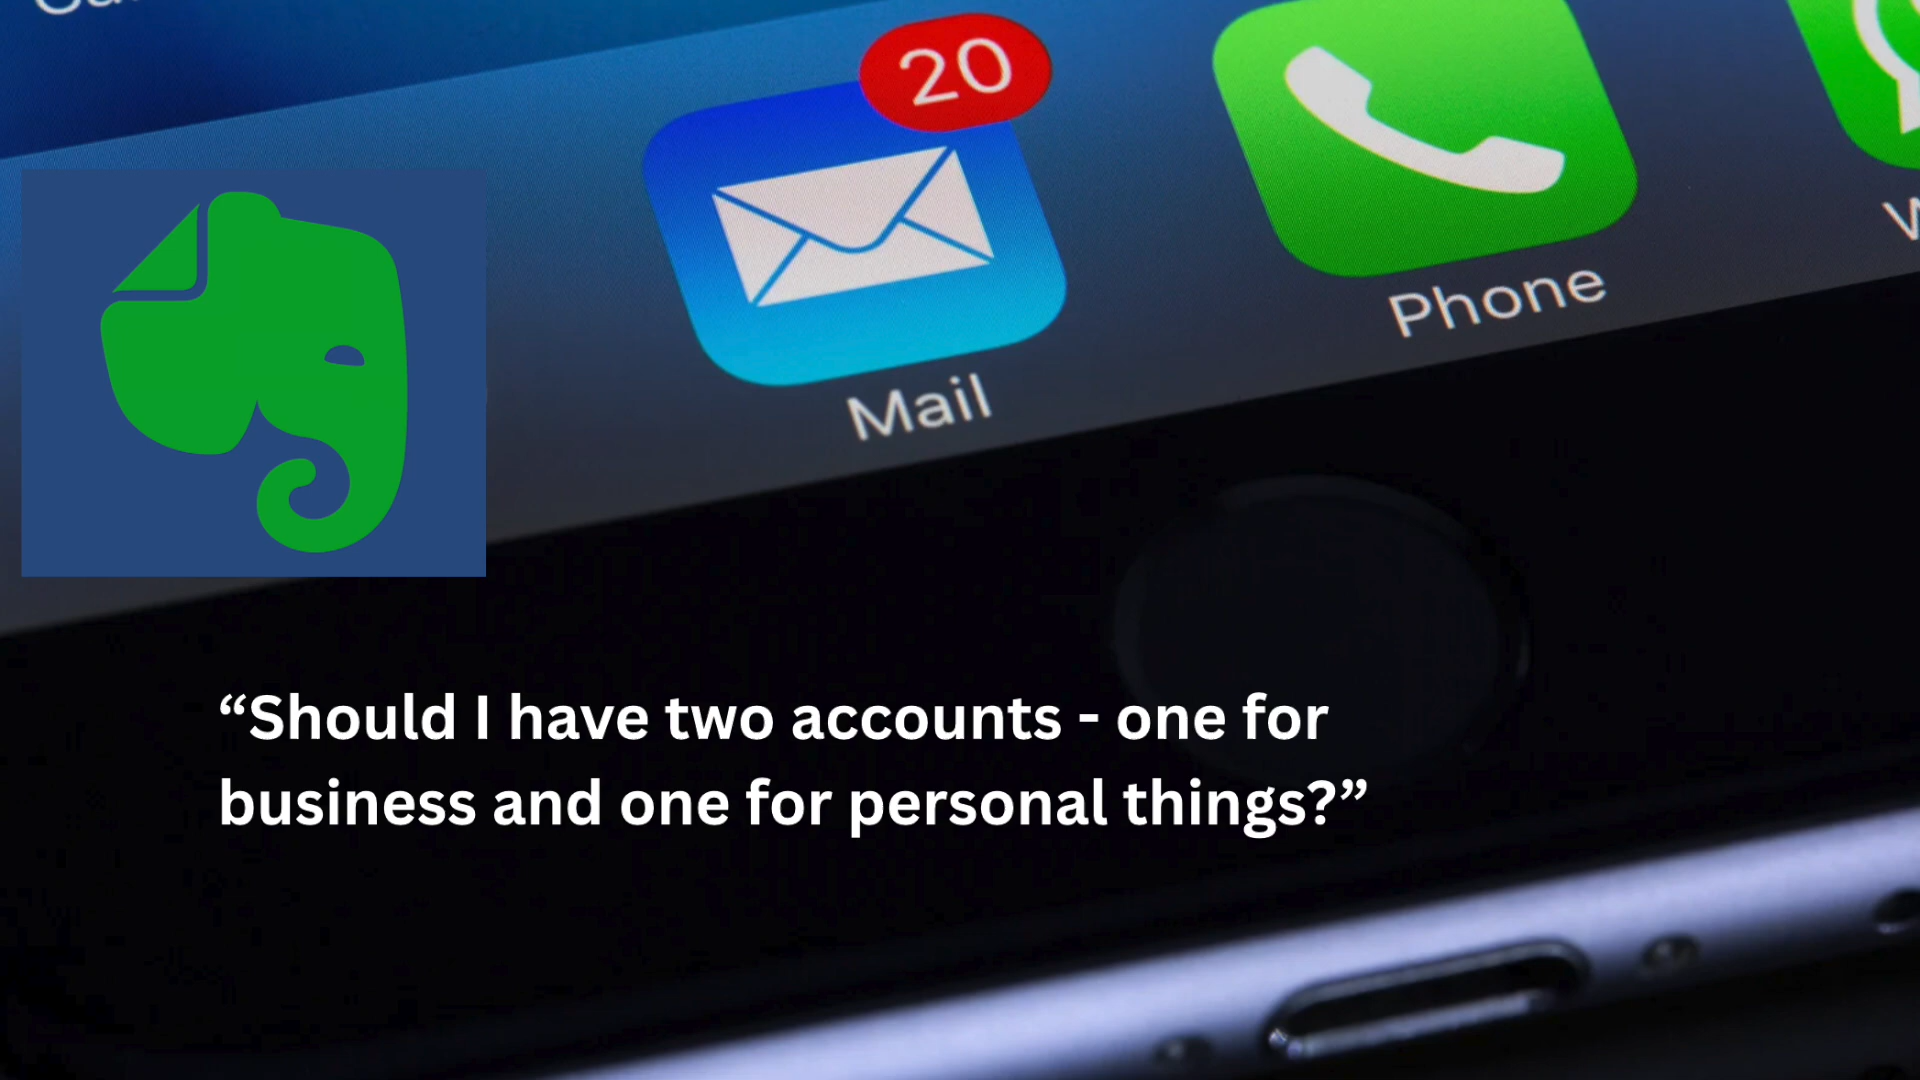 20
Mail
Phone
“Should I have two accounts - one for
business and one for personal things?”